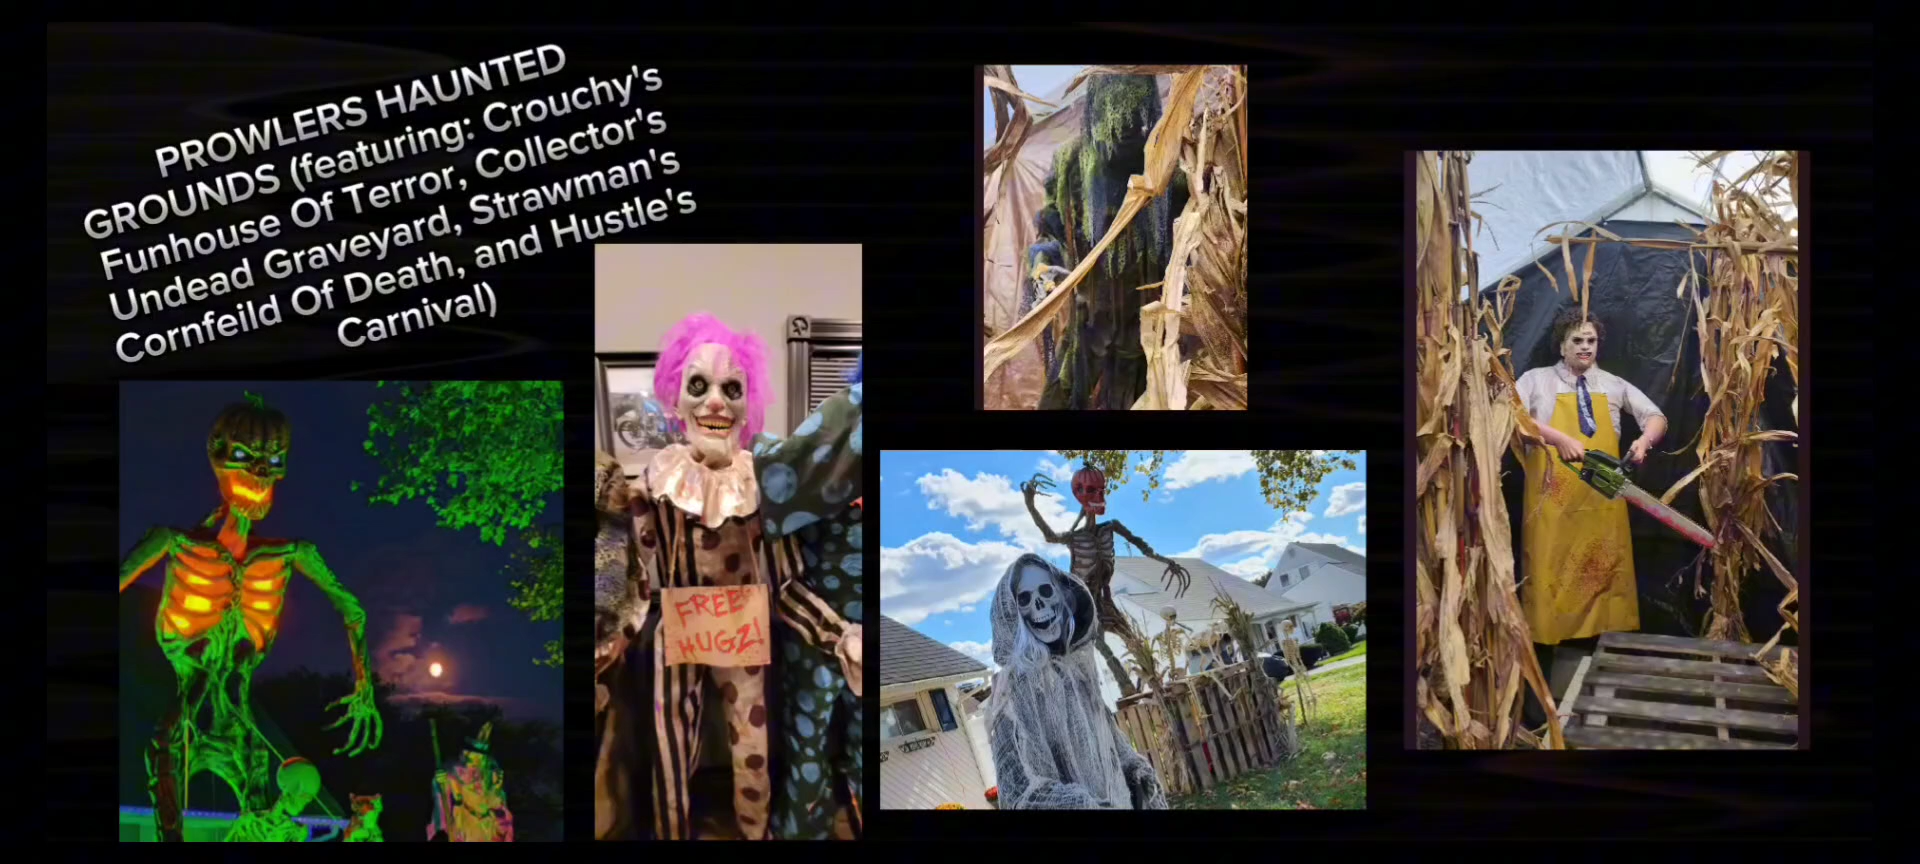 PROWLERS HAUNTED
GROUNDS (featuring: Crouchy's
Funhouse Of Terror, Collector's
Undead Graveyard, Strawman's
Cornfeild Of Death, and Hustle's
Carnival)
FREE
HUGZ!